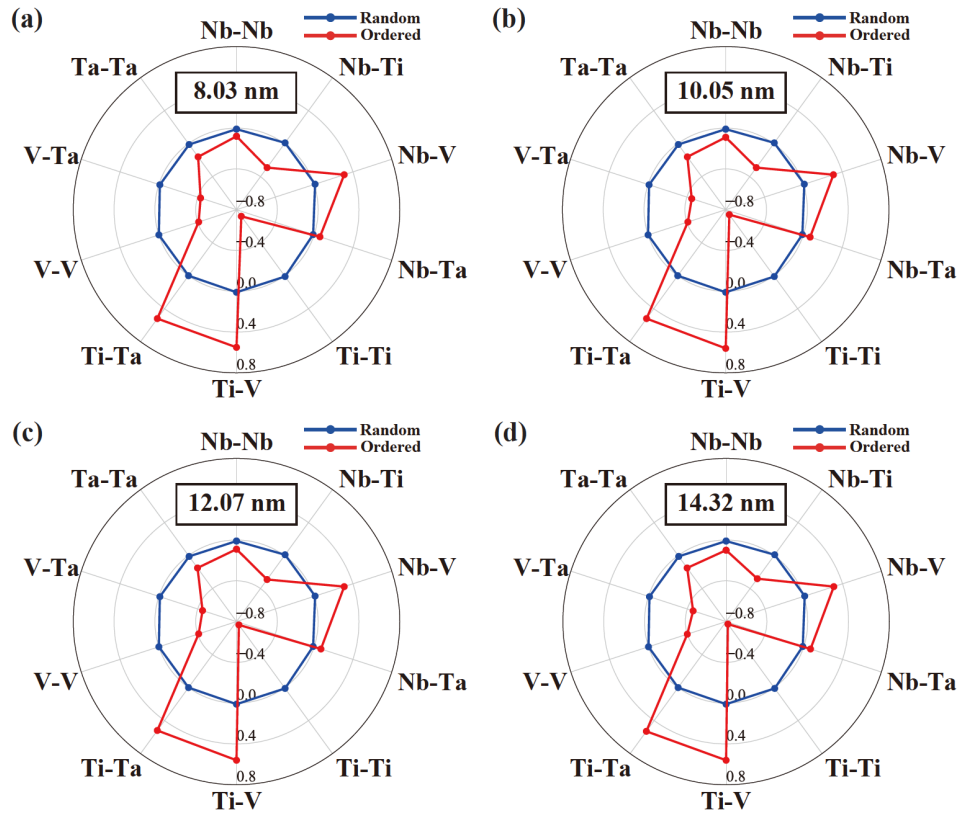 (a)
Random
Ordered
Nb-Nb
Ta-Ta
Nb-Ti
8.03 nm
V-Ta
Nb-V
−0.8
−0.4
V-V
Nb-Ta
0.0
0.4
Ti-Ta
Ti-Ti
0.8
Ti-V
(b)
Random
Ordered
Nb-Nb
Ta-Ta
Nb-Ti
10.05 nm
V-Ta
Nb-V
−0.8
−0.4
V-V
Nb-Ta
0.0
0.4
Ti-Ta
Ti-Ti
0.8
Ti-V
(c)
Random
Ordered
Nb-Nb
Ta-Ta
Nb-Ti
12.07 nm
V-Ta
Nb-V
−0.8
−0.4
V-V
Nb-Ta
0.0
0.4
Ti-Ta
Ti-Ti
0.8
Ti-V
(d)
Random
Ordered
Nb-Nb
Ta-Ta
Nb-Ti
14.32 nm
V-Ta
Nb-V
−0.8
−0.4
V-V
Nb-Ta
0.0
0.4
Ti-Ta
Ti-Ti
0.8
Ti-V